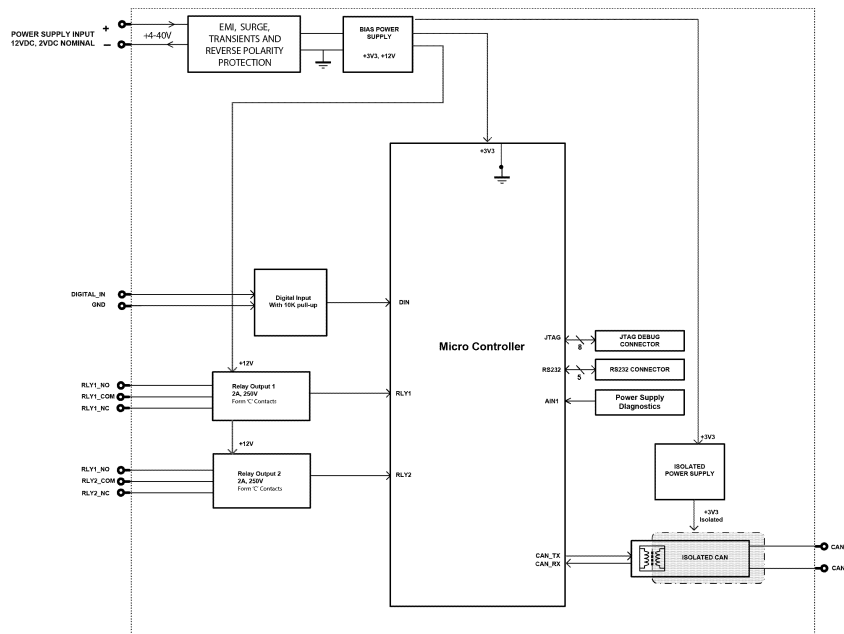 POWER SUPPLY INPUT
12VDC, 2VDC NOMINAL
+
–
+4-40V
EMI, SURGE,
TRANSIENTS AND
REVERSE POLARITY
PROTECTION
BIAS POWER
SUPPLY
+3V3, +12V
+3V3
DIGITAL_IN
GND
Digital Input
With 10K pull-up
DIN
Micro Controller
JTAG
8
JTAG DEBUG
CONNECTOR
RS232
5
RS232 CONNECTOR
AIN1
Power Supply
DIagnostics
+12V
RLY1_NO
RLY1_COM
RLY1_NC
Relay Output 1
2A, 250V
Form 'C' Contacts
RLY1
+12V
RLY1_NO
RLY2_COM
RLY2_NC
Relay Output 2
2A, 250V
Form 'C' Contacts
RLY2
+3V3
ISOLATED
POWER SUPPLY
+3V3
Isolated
CAN_TX
CAN_RX
ISOLATED CAN
CAN
CAN